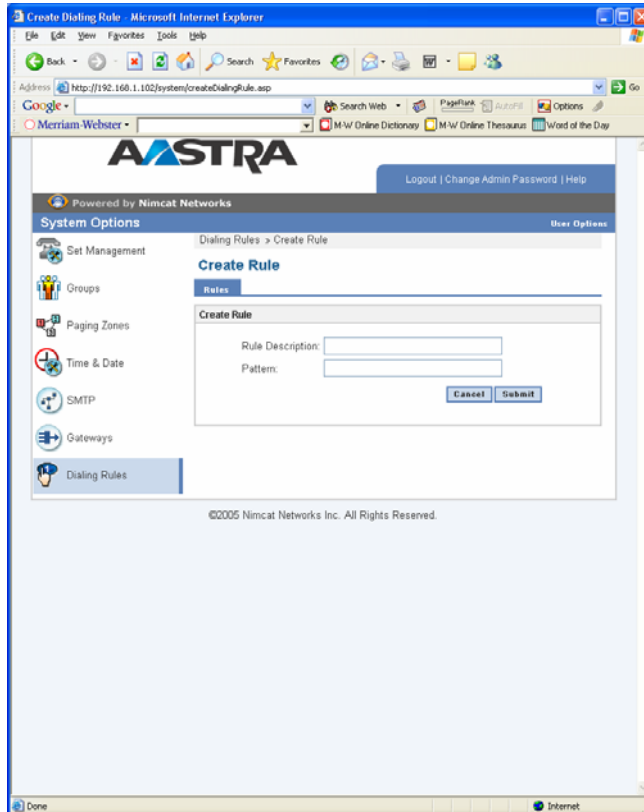 Create Dialing Rule - Microsoft Internet Explorer
File Edit View Favorites Tools Help
Back Search Favorites
Address http://192.168.1.102/system/createDialingRule.asp Go
Google Search Web PageRank AutoFill Options
Merriam-Webster M-W Online Dictionary M-W Online Thesaurus Word of the Day
AASTRA
Logout | Change Admin Password | Help
Powered by Nimcat Networks
System Options User Options
Set Management
Groups
Paging Zones
Time & Date
SMTP
Gateways
Dialing Rules
Dialing Rules > Create Rule
Create Rule
Rules
Create Rule
Rule Description:
Pattern:
Cancel Submit
©2005 Nimcat Networks Inc. All Rights Reserved.
Done Internet